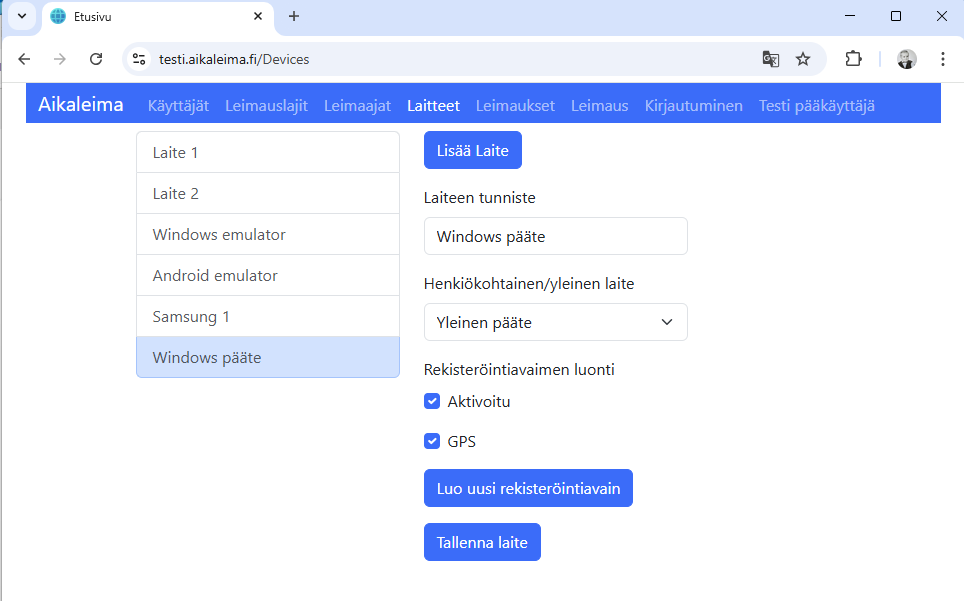 Etusivu
testi.aikaleima.fi/Devices
Aikaleima Käyttäjät Leimauslajit Leimaajat Laitteet Leimaukset Leimaus Kirjautuminen Testi pääkäyttäjä
Laite 1
Laite 2
Windows emulator
Android emulator
Samsung 1
Windows pääte
Lisää Laite
Laiteen tunniste
Windows pääte
Henkiökohtainen/yleinen laite
Yleinen pääte
Rekisteröintiavaimen luonti
Aktivoitu
GPS
Luo uusi rekisteröintiavain
Tallenna laite